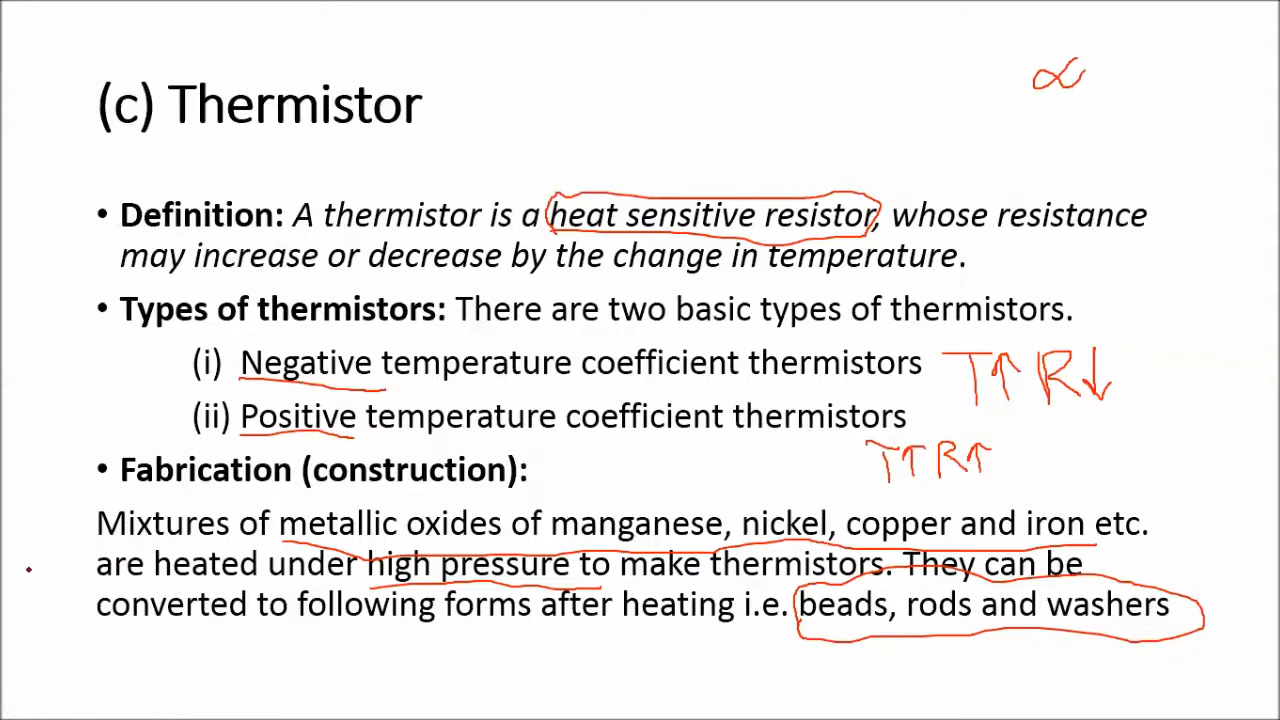 ∝
(c) Thermistor
• Definition: A thermistor is a heat sensitive resistor, whose resistance
may increase or decrease by the change in temperature.
• Types of thermistors: There are two basic types of thermistors.
(i) Negative temperature coefficient thermistors T↑ R↓
(ii) Positive temperature coefficient thermistors
T↑ R↑
• Fabrication (construction):
Mixtures of metallic oxides of manganese, nickel, copper and iron etc.
are heated under high pressure to make thermistors. They can be
converted to following forms after heating i.e. beads, rods and washers